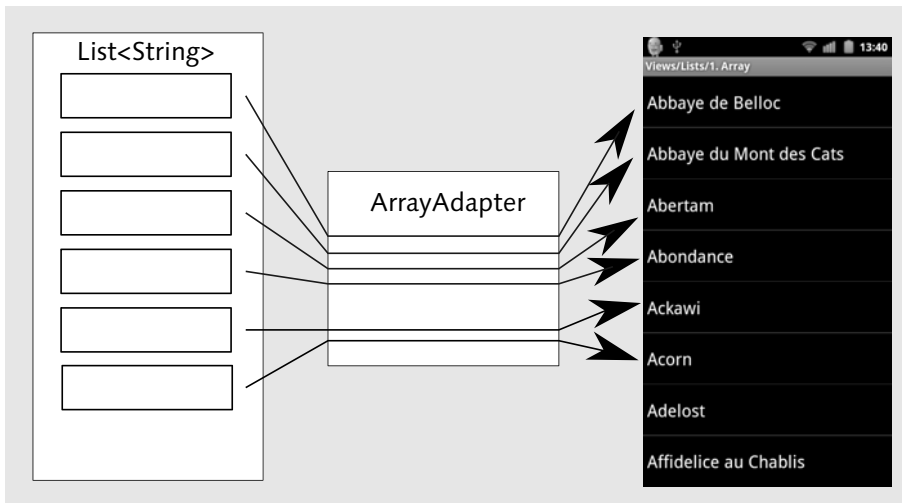 List<String>
ArrayAdapter
13:40
Views/Lists/1. Array
Abbaye de Belloc
Abbaye du Mont des Cats
Abertam
Abondance
Ackawi
Acorn
Adelost
Affidelice au Chablis